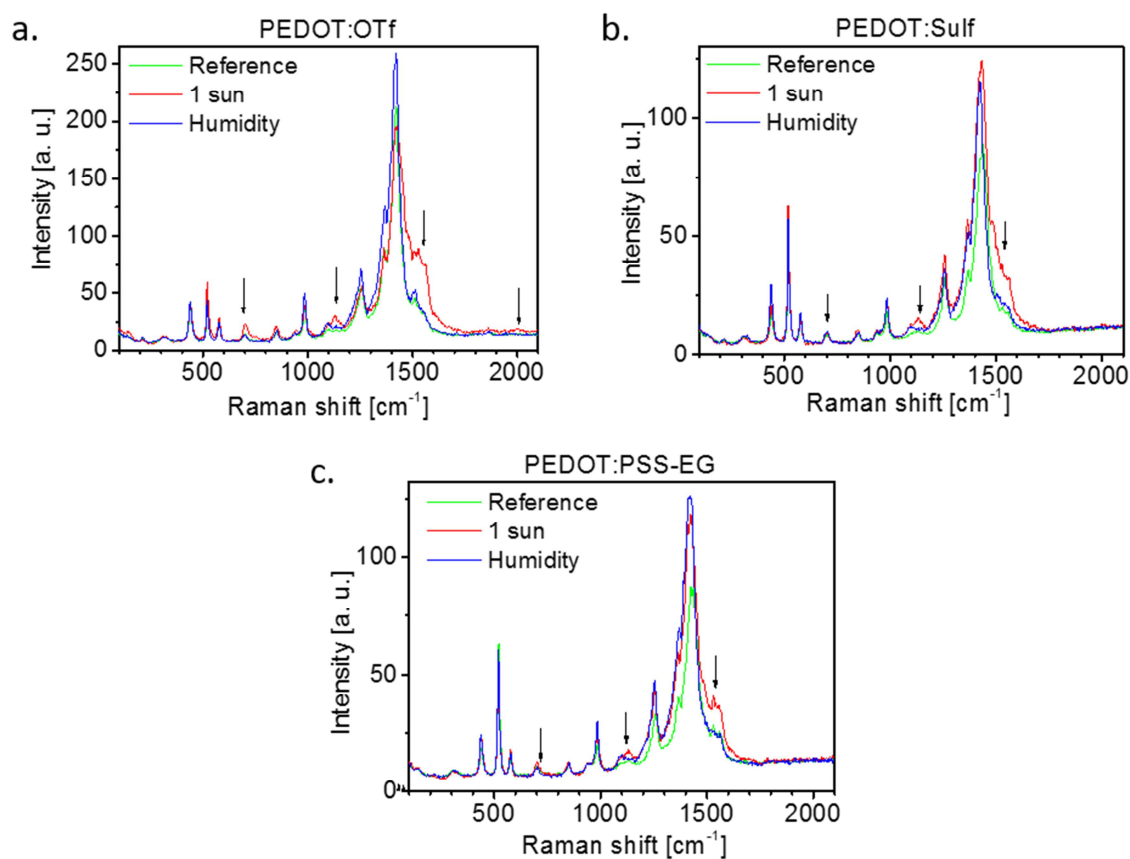 a.
PEDOT:OTf
Reference
1 sun
Humidity
250
200
150
100
50
0
Intensity [a. u.]
500
1000
1500
2000
Raman shift [cm⁻¹]
b.
PEDOT:Sulf
Reference
1 sun
Humidity
100
50
0
Intensity [a. u.]
500
1000
1500
2000
Raman shift [cm⁻¹]
c.
PEDOT:PSS-EG
Reference
1 sun
Humidity
100
50
0
Intensity [a. u.]
500
1000
1500
2000
Raman shift [cm⁻¹]